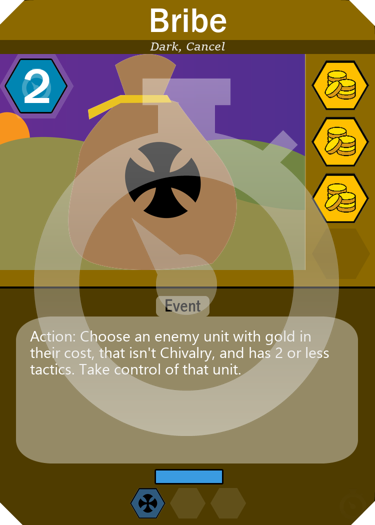 Bribe
Dark, Cancel
2
Event
Action: Choose an enemy unit with gold in
their cost, that isn't Chivalry, and has 2 or less
tactics. Take control of that unit.